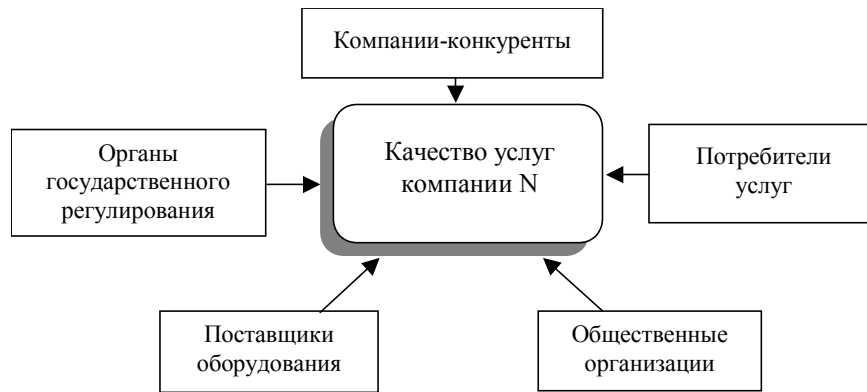 Компании-конкуренты
Органы
государственного
регулирования
Качество услуг
компании N
Потребители
услуг
Поставщики
оборудования
Общественные
организации